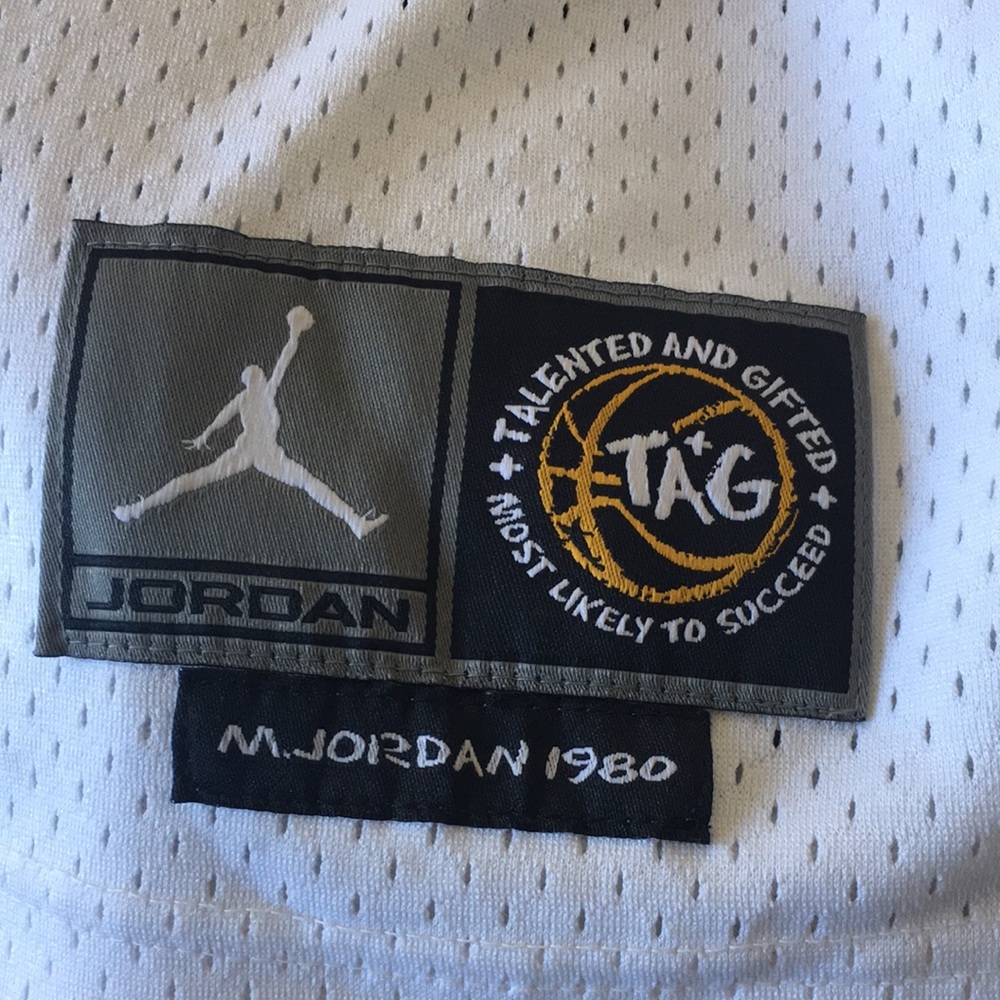 JORDAN
TALENTED AND GIFTED
TAG
MOST LIKELY TO SUCCEED
M.JORDAN 1980